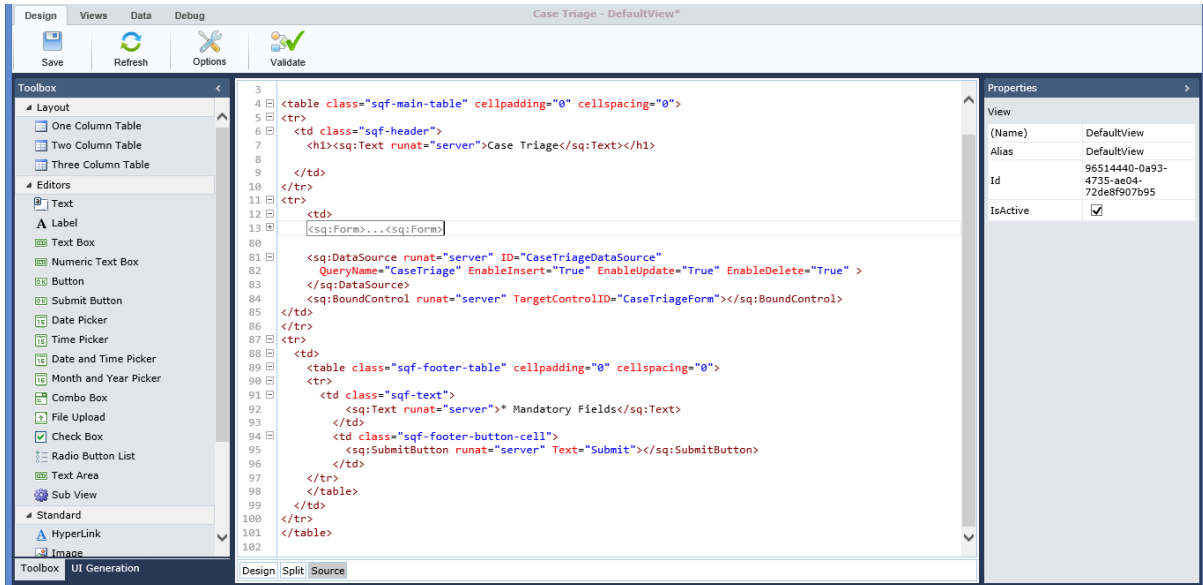 Design Views Data Debug Case Triage - DefaultView*
Save Refresh Options Validate
Toolbox <
Layout
One Column Table
Two Column Table
Three Column Table
Editors
Text
Label
Text Box
Numeric Text Box
Button
Submit Button
Date Picker
Time Picker
Date and Time Picker
Month and Year Picker
Combo Box
File Upload
Check Box
Radio Button List
Text Area
Sub View
Standard
HyperLink
Image
Toolbox UI Generation
3
4 <table class="sqf-main-table" cellpadding="0" cellspacing="0">
5 <tr>
6 <td class="sqf-header">
7 <h1><sq:Text runat="server">Case Triage</sq:Text></h1>
8
9 </td>
10 </tr>
11 <tr>
12 <td>
13 <sq:Form>...<sq:Form>
80
81 <sq:DataSource runat="server" ID="CaseTriageDataSource"
82 QueryName="CaseTriage" EnableInsert="True" EnableUpdate="True" EnableDelete="True" >
83 </sq:DataSource>
84 <sq:BoundControl runat="server" TargetControlID="CaseTriageForm"></sq:BoundControl>
85 </td>
86 </tr>
87 <tr>
88 <td>
89 <table class="sqf-footer-table" cellpadding="0" cellspacing="0">
90 <tr>
91 <td class="sqf-text">
92 <sq:Text runat="server">* Mandatory Fields</sq:Text>
93 </td>
94 <td class="sqf-footer-button-cell">
95 <sq:SubmitButton runat="server" Text="Submit"></sq:SubmitButton>
96 </td>
97 </tr>
98 </table>
99 </td>
100 </tr>
101 </table>
102
Design Split Source
Properties >
View
(Name) DefaultView
Alias DefaultView
Id 96514440-0a93-
4735-ae04-
72de8f907b95
IsActive